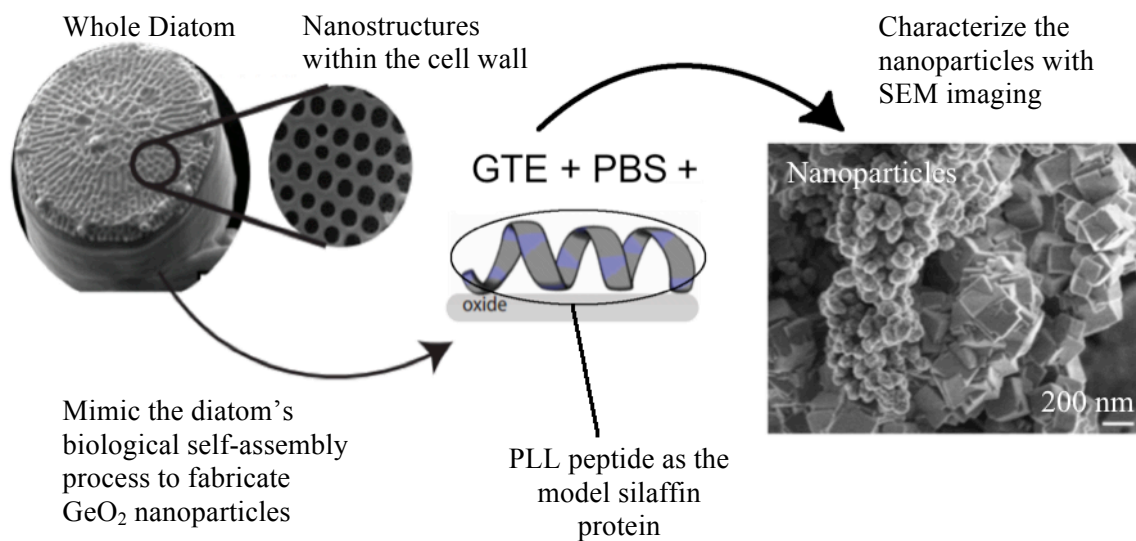 Whole Diatom
Nanostructures
within the cell wall
Characterize the
nanoparticles with
SEM imaging
GTE + PBS +
Nanoparticles
oxide
200 nm
Mimic the diatom’s
biological self-assembly
process to fabricate
GeO₂ nanoparticles
PLL peptide as the
model silaffin
protein